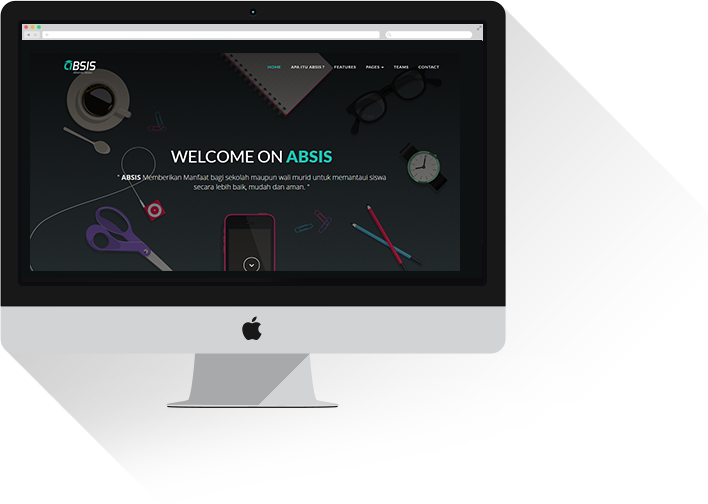 ABSIS
HOME APA ITU ABSIS ? FEATURES PAGES TEAMS CONTACT
WELCOME ON ABSIS
" ABSIS Memberikan Manfaat bagi sekolah maupun wali murid untuk memantaui siswa
secara lebih baik, mudah dan aman. "